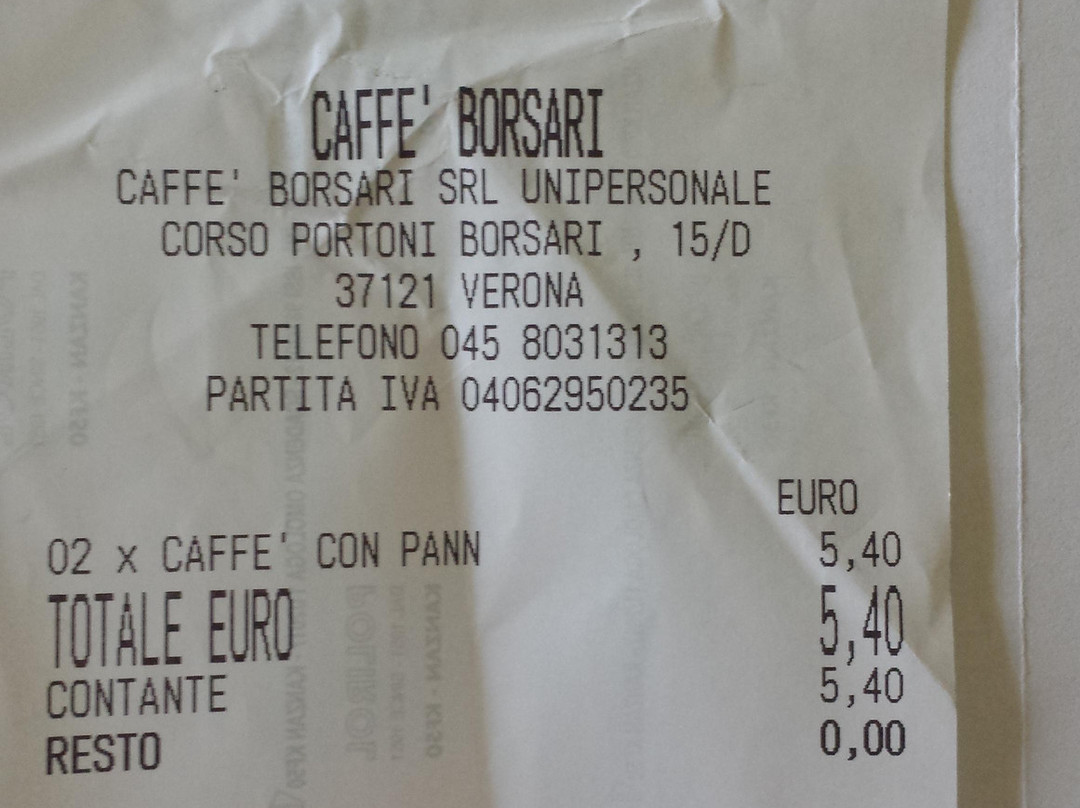 CAFFE' BORSARI
CAFFE' BORSARI SRL UNIPERSONALE
CORSO PORTONI BORSARI , 15/D
37121 VERONA
TELEFONO 045 8031313
PARTITA IVA 04062950235
EURO
02 x CAFFE' CON PANN 5,40
TOTALE EURO 5,40
CONTANTE 5,40
RESTO 0,00